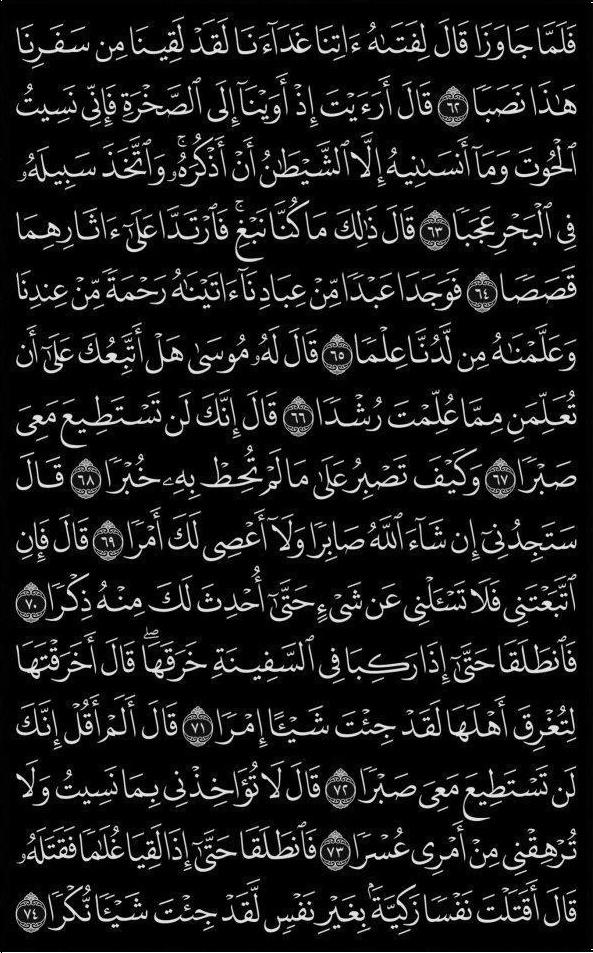 فَلَمَّا جَاوَزَا قَالَ لِفَتَىٰهُ ءَاتِنَا غَدَآءَنَا لَقَدْ لَقِينَا مِن سَفَرِنَا
هَٰذَا نَصَبًا ٦٢ قَالَ أَرَءَيْتَ إِذْ أَوَيْنَآ إِلَى ٱلصَّخْرَةِ فَإِنِّى نَسِيتُ
ٱلْحُوتَ وَمَآ أَنسَىٰنِيهُ إِلَّا ٱلشَّيْطَٰنُ أَنْ أَذْكُرَهُۥ ۚ وَٱتَّخَذَ سَبِيلَهُۥ
فِى ٱلْبَحْرِ عَجَبًا ٦٣ قَالَ ذَٰلِكَ مَا كُنَّا نَبْغِ ۚ فَٱرْتَدَّا عَلَىٰٓ ءَاثَارِهِمَا
قَصَصًا ٦٤ فَوَجَدَا عَبْدًا مِّنْ عِبَادِنَآ ءَاتَيْنَٰهُ رَحْمَةً مِّنْ عِندِنَا
وَعَلَّمْنَٰهُ مِن لَّدُنَّا عِلْمًا ٦٥ قَالَ لَهُۥ مُوسَىٰ هَلْ أَتَّبِعُكَ عَلَىٰٓ أَن
تُعَلِّمَنِ مِمَّا عُلِّمْتَ رُشْدًا ٦٦ قَالَ إِنَّكَ لَن تَسْتَطِيعَ مَعِىَ
صَبْرًا ٦٧ وَكَيْفَ تَصْبِرُ عَلَىٰ مَا لَمْ تُحِطْ بِهِۦ خُبْرًا ٦٨ قَالَ
سَتَجِدُنِىٓ إِن شَآءَ ٱللَّهُ صَابِرًا وَلَآ أَعْصِى لَكَ أَمْرًا ٦٩ قَالَ فَإِنِ
ٱتَّبَعْتَنِى فَلَا تَسْـَٔلْنِى عَن شَىْءٍ حَتَّىٰٓ أُحْدِثَ لَكَ مِنْهُ ذِكْرًا ٧٠
فَٱنطَلَقَا حَتَّىٰٓ إِذَا رَكِبَا فِى ٱلسَّفِينَةِ خَرَقَهَا ۖ قَالَ أَخَرَقْتَهَا
لِتُغْرِقَ أَهْلَهَا لَقَدْ جِئْتَ شَيْـًٔا إِمْرًا ٧١ قَالَ أَلَمْ أَقُلْ إِنَّكَ
لَن تَسْتَطِيعَ مَعِىَ صَبْرًا ٧٢ قَالَ لَا تُؤَاخِذْنِى بِمَا نَسِيتُ وَلَا
تُرْهِقْنِى مِنْ أَمْرِى عُسْرًا ٧٣ فَٱنطَلَقَا حَتَّىٰٓ إِذَا لَقِيَا غُلَٰمًا فَقَتَلَهُۥ
قَالَ أَقَتَلْتَ نَفْسًا زَكِيَّةًۢ بِغَيْرِ نَفْسٍ لَّقَدْ جِئْتَ شَيْـًٔا نُّكْرًا ٧٤